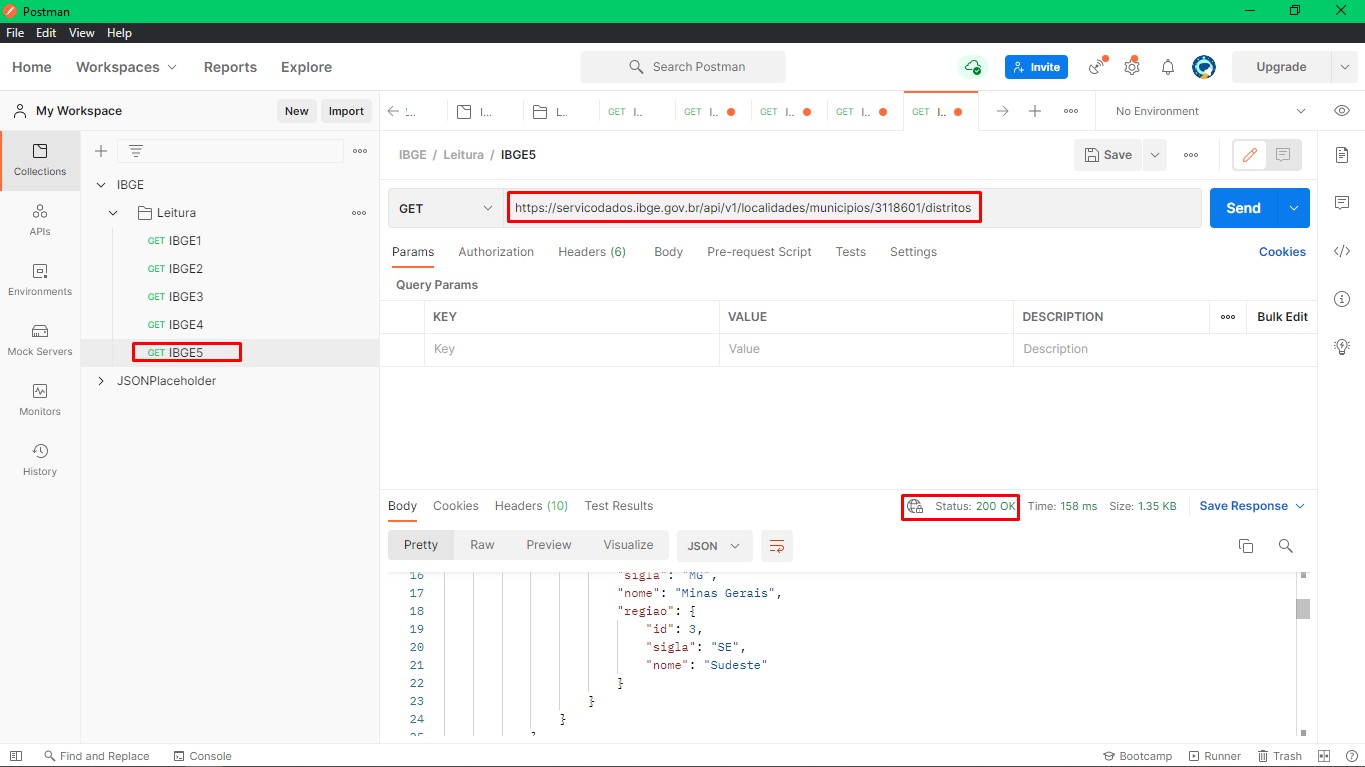 Postman
File Edit View Help
Home Workspaces Reports Explore Search Postman Invite Upgrade
My Workspace New Import
L.. I... L.. GET I.. GET I.. GET I.. GET I.. GET I.. No Environment
Collections
APIs
Environments
Mock Servers
Monitors
History
IBGE
Leitura
GET IBGE1
GET IBGE2
GET IBGE3
GET IBGE4
GET IBGE5
JSONPlaceholder
IBGE / Leitura / IBGE5 Save
GET https://servicodados.ibge.gov.br/api/v1/localidades/municipios/3118601/distritos Send
Params Authorization Headers (6) Body Pre-request Script Tests Settings Cookies
Query Params
KEY VALUE DESCRIPTION Bulk Edit
Key Value Description
Body Cookies Headers (10) Test Results Status: 200 OK Time: 158 ms Size: 1.35 KB Save Response
Pretty Raw Preview Visualize JSON
16 "sigla": "MG",
17 "nome": "Minas Gerais",
18 "regiao": {
19 "id": 3,
20 "sigla": "SE",
21 "nome": "Sudeste"
22 }
23 }
24 }
25
Find and Replace Console Bootcamp Runner Trash